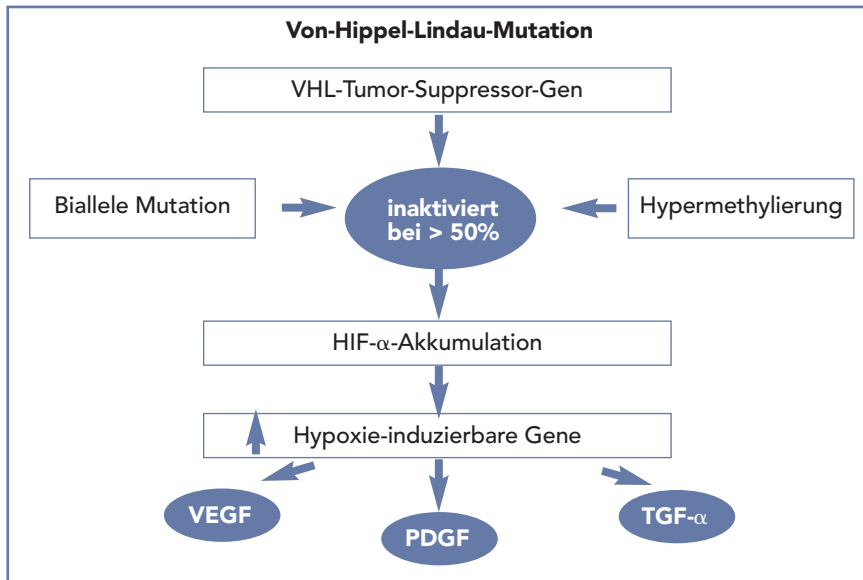 Von-Hippel-Lindau-Mutation
VHL-Tumor-Suppressor-Gen
Biallele Mutation
inaktiviert
bei > 50%
Hypermethylierung
HIF-α-Akkumulation
Hypoxie-induzierbare Gene
VEGF
PDGF
TGF-α